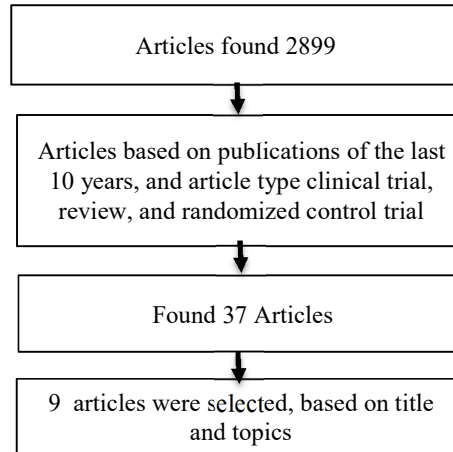 Articles found 2899
Articles based on publications of the last
10 years, and article type clinical trial,
review, and randomized control trial
Found 37 Articles
9 articles were selected, based on title
and topics